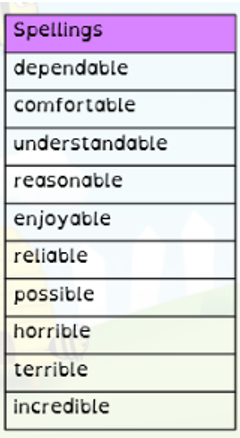 Spellings
dependable
comfortable
understandable
reasonable
enjoyable
reliable
possible
horrible
terrible
incredible